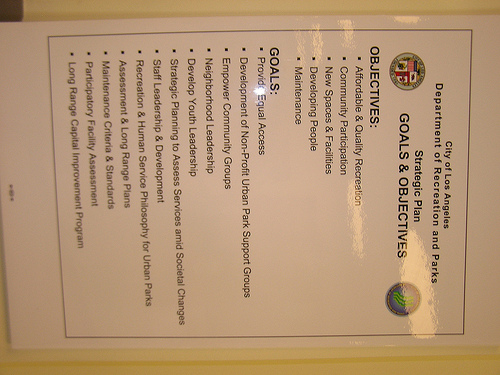 City of Los Angeles
Department of Recreation and Parks
Strategic Plan
GOALS & OBJECTIVES
OBJECTIVES:
• Affordable & Quality Recreation
• Community Participation
• New Spaces & Facilities
• Developing People
• Maintenance
GOALS:
• Provide Equal Access
• Development of Non-Profit Urban Park Support Groups
• Empower Community Groups
• Neighborhood Leadership
• Develop Youth Leadership
• Strategic Planning to Assess Services amid Societal Changes
• Staff Leadership & Development
• Recreation & Human Service Philosophy for Urban Parks
• Assessment & Long Range Plans
• Maintenance Criteria & Standards
• Participatory Facility Assessment
• Long Range Capital Improvement Program